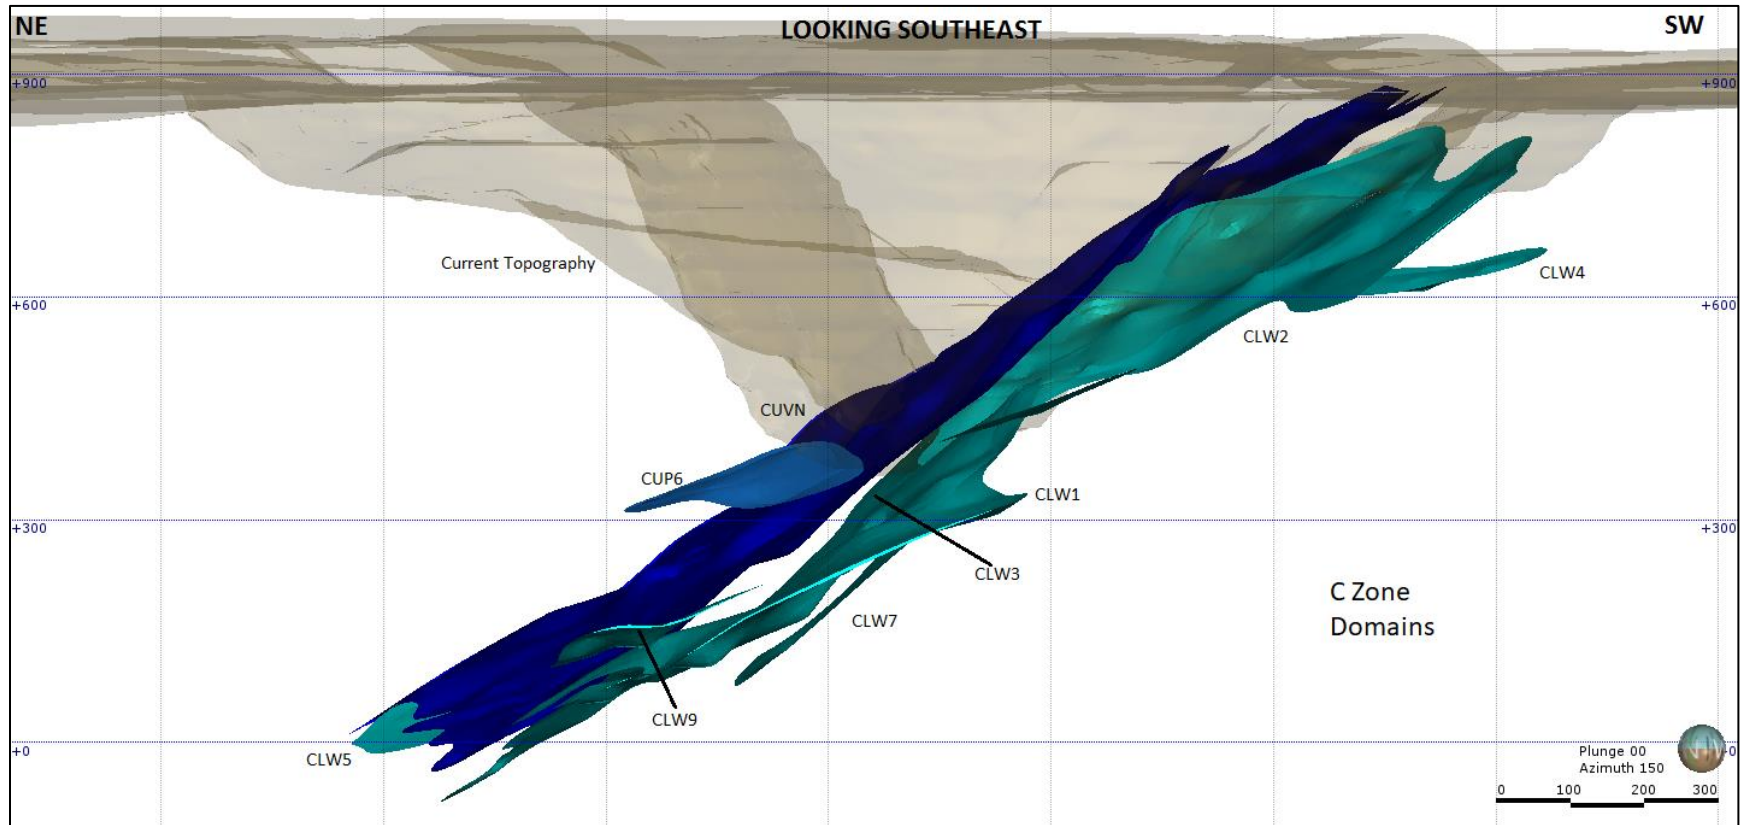 NE
LOOKING SOUTHEAST
SW
+900
+900
Current Topography
CLW4
+600
+600
CLW2
CUVN
CUP6
CLW1
+300
+300
CLW3
C Zone
Domains
CLW7
CLW9
+0
CLW5
Plunge 00
Azimuth 150
+0
0 100 200 300